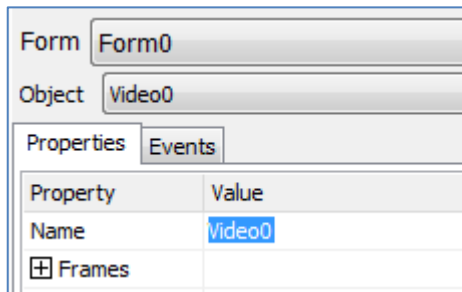 Form Form0
Object Video0
Properties Events
Property Value
Name Video0
Frames